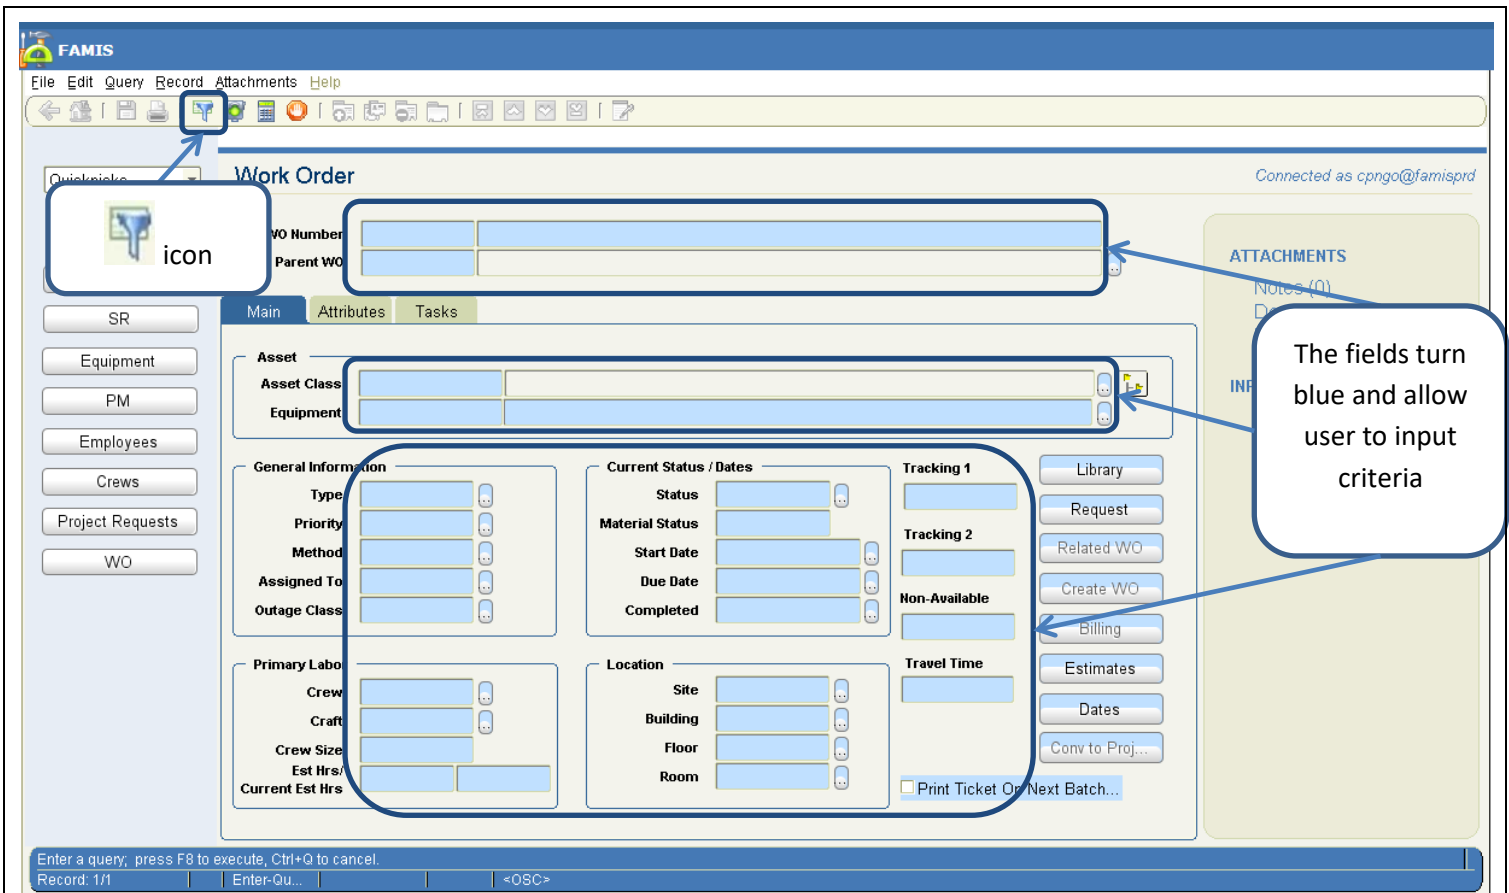 FAMIS
File Edit Query Record Attachments Help
Work Order
Connected as cpngo@famisprd
icon
WO Number
Parent WO
ATTACHMENTS
Notes (0)
Main Attributes Tasks
SR
Equipment
PM
Employees
Crews
Project Requests
WO
The fields turn
blue and allow
user to input
criteria
Asset
Asset Class
Equipment
General Information
Type
Priority
Method
Assigned To
Outage Class
Current Status / Dates
Status
Material Status
Start Date
Due Date
Completed
Tracking 1
Tracking 2
Non-Available
Travel Time
Library
Request
Related WO
Create WO
Billing
Estimates
Dates
Conv to Proj...
Primary Labor
Crew
Craft
Crew Size
Est Hrs/
Current Est Hrs
Location
Site
Building
Floor
Room
Print Ticket On Next Batch...
Enter a query; press F8 to execute, Ctrl+Q to cancel.
Record: 1/1 Enter-Qu... <OSC>